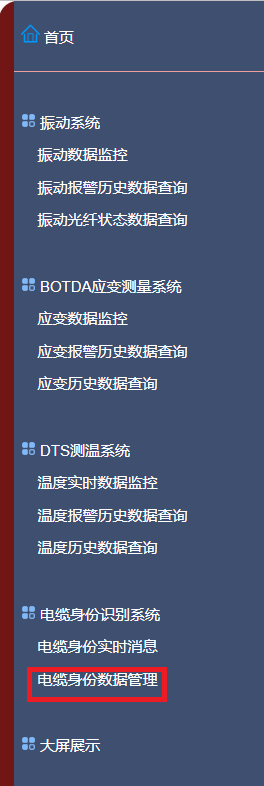 首页
振动系统
振动数据监控
振动报警历史数据查询
振动光纤状态数据查询
BOTDA应变测量系统
应变数据监控
应变报警历史数据查询
应变历史数据查询
DTS测温系统
温度实时数据监控
温度报警历史数据查询
温度历史数据查询
电缆身份识别系统
电缆身份实时消息
电缆身份数据管理
大屏展示